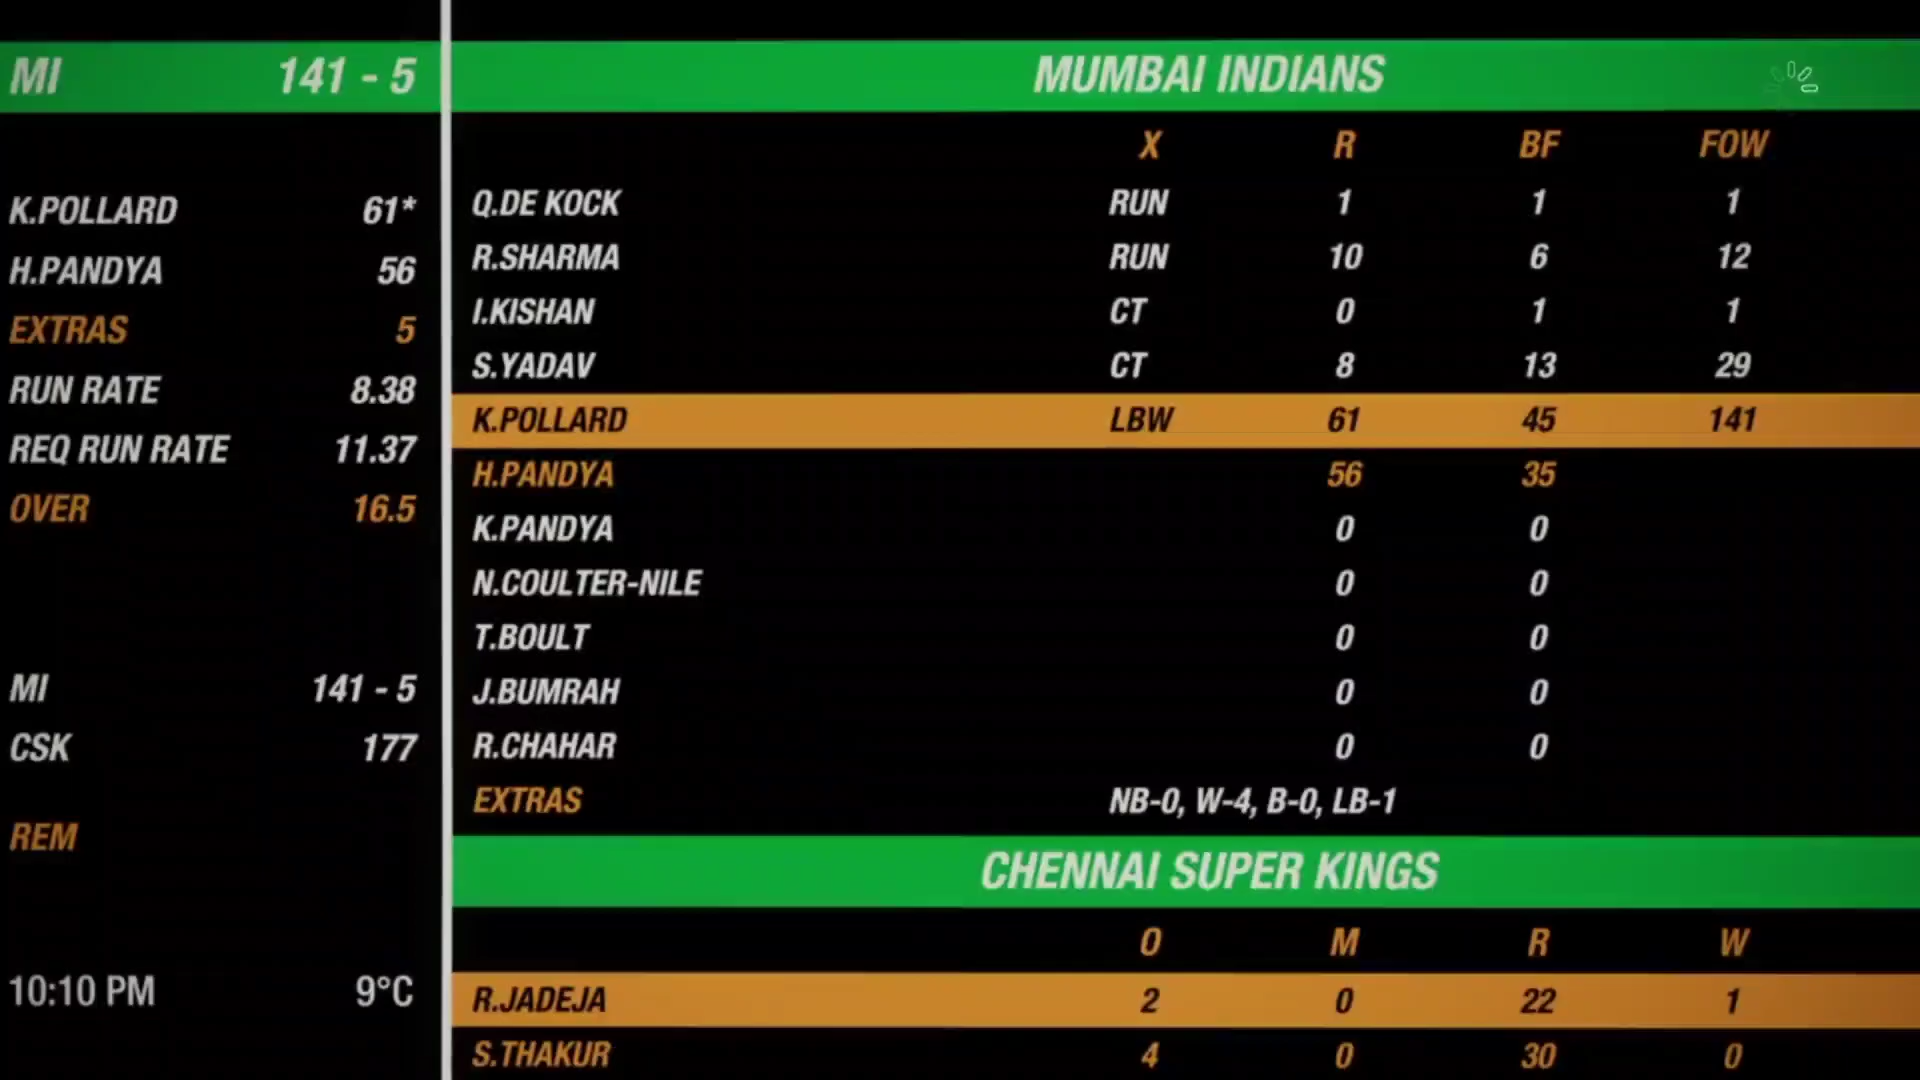 MI 141 - 5
K.POLLARD 61*
H.PANDYA 56
EXTRAS 5
RUN RATE 8.38
REQ RUN RATE 11.37
OVER 16.5
MI 141 - 5
CSK 177
REM
10:10 PM 9°C
MUMBAI INDIANS
X R BF FOW
Q.DE KOCK RUN 1 1 1
R.SHARMA RUN 10 6 12
I.KISHAN CT 0 1 1
S.YADAV CT 8 13 29
K.POLLARD LBW 61 45 141
H.PANDYA 56 35
K.PANDYA 0 0
N.COULTER-NILE 0 0
T.BOULT 0 0
J.BUMRAH 0 0
R.CHAHAR 0 0
EXTRAS NB-0, W-4, B-0, LB-1
CHENNAI SUPER KINGS
O M R W
R.JADEJA 2 0 22 1
S.THAKUR 4 0 30 0